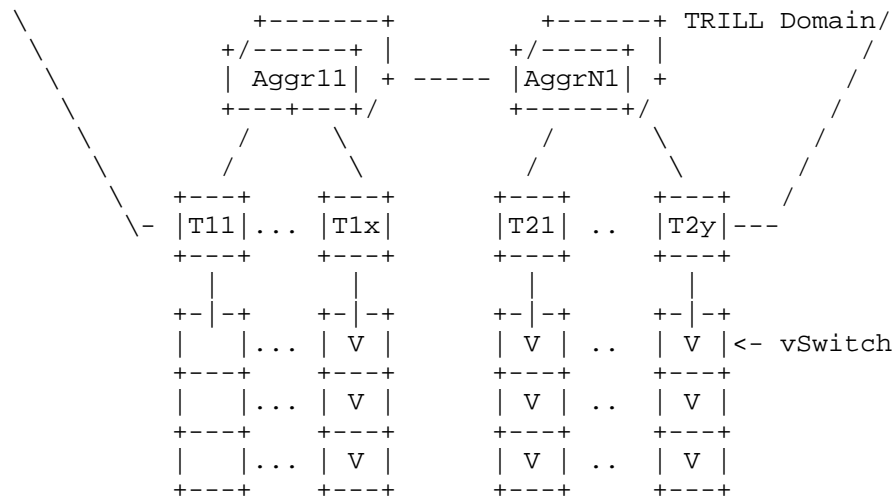 \              +-------+         +------+ TRILL Domain/
 \           +/------+ |       +/-----+ |            /
  \          | Aggr11| + ----- |AggrN1| +           /
   \         +---+---+/        +------+/           /
    \         /     \            /      \         /
     \       /       \          /        \       /
      \   +---+    +---+      +---+     +---+   /
       \- |T11|... |T1x|      |T21| ..  |T2y|---
          +---+    +---+      +---+     +---+
            |        |          |         |
          +-|-+    +-|-+      +-|-+     +-|-+
          |   |... | V |      | V | ..  | V |<- vSwitch
          +---+    +---+      +---+     +---+
          |   |... | V |      | V | ..  | V |
          +---+    +---+      +---+     +---+
          |   |... | V |      | V | ..  | V |
          +---+    +---+      +---+     +---+